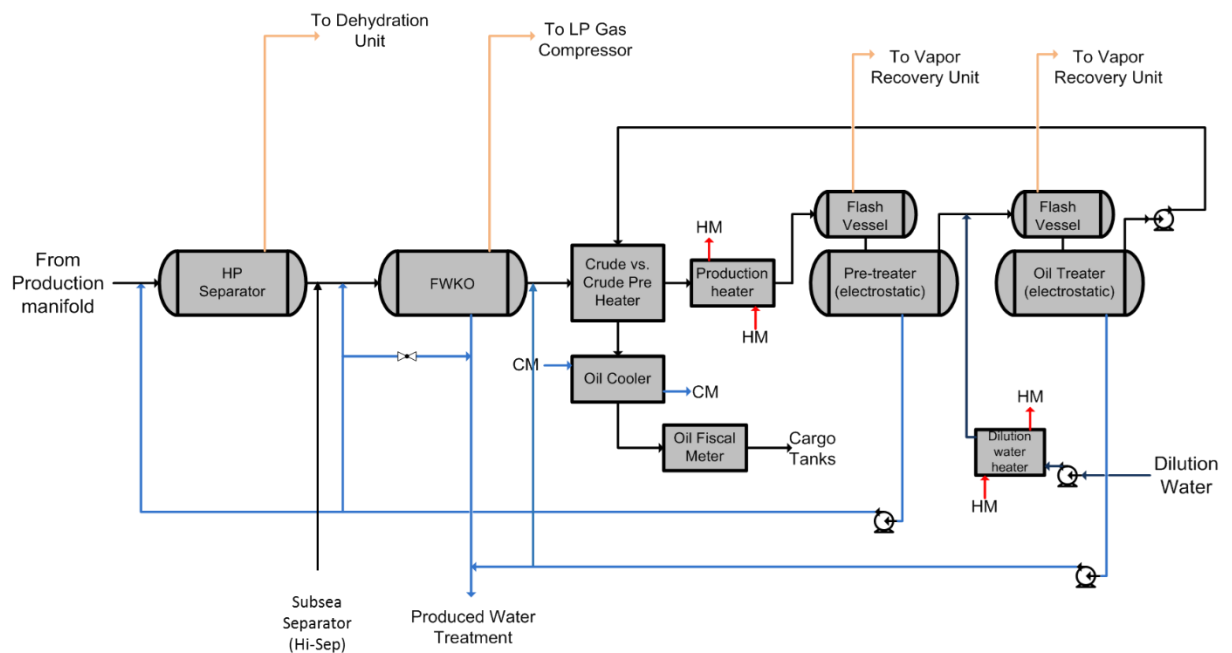 To Dehydration
Unit
To LP Gas
Compressor
To Vapor
Recovery Unit
To Vapor
Recovery Unit
From
Production
manifold
HP
Separator
FWKO
Crude vs.
Crude Pre
Heater
HM
Production
heater
HM
Flash
Vessel
Pre-treater
(electrostatic)
Flash
Vessel
Oil Treater
(electrostatic)
CM
Oil Cooler
CM
Oil Fiscal
Meter
Cargo
Tanks
HM
Dilution
water
heater
HM
Dilution
Water
Subsea
Separator
(Hi-Sep)
Produced Water
Treatment